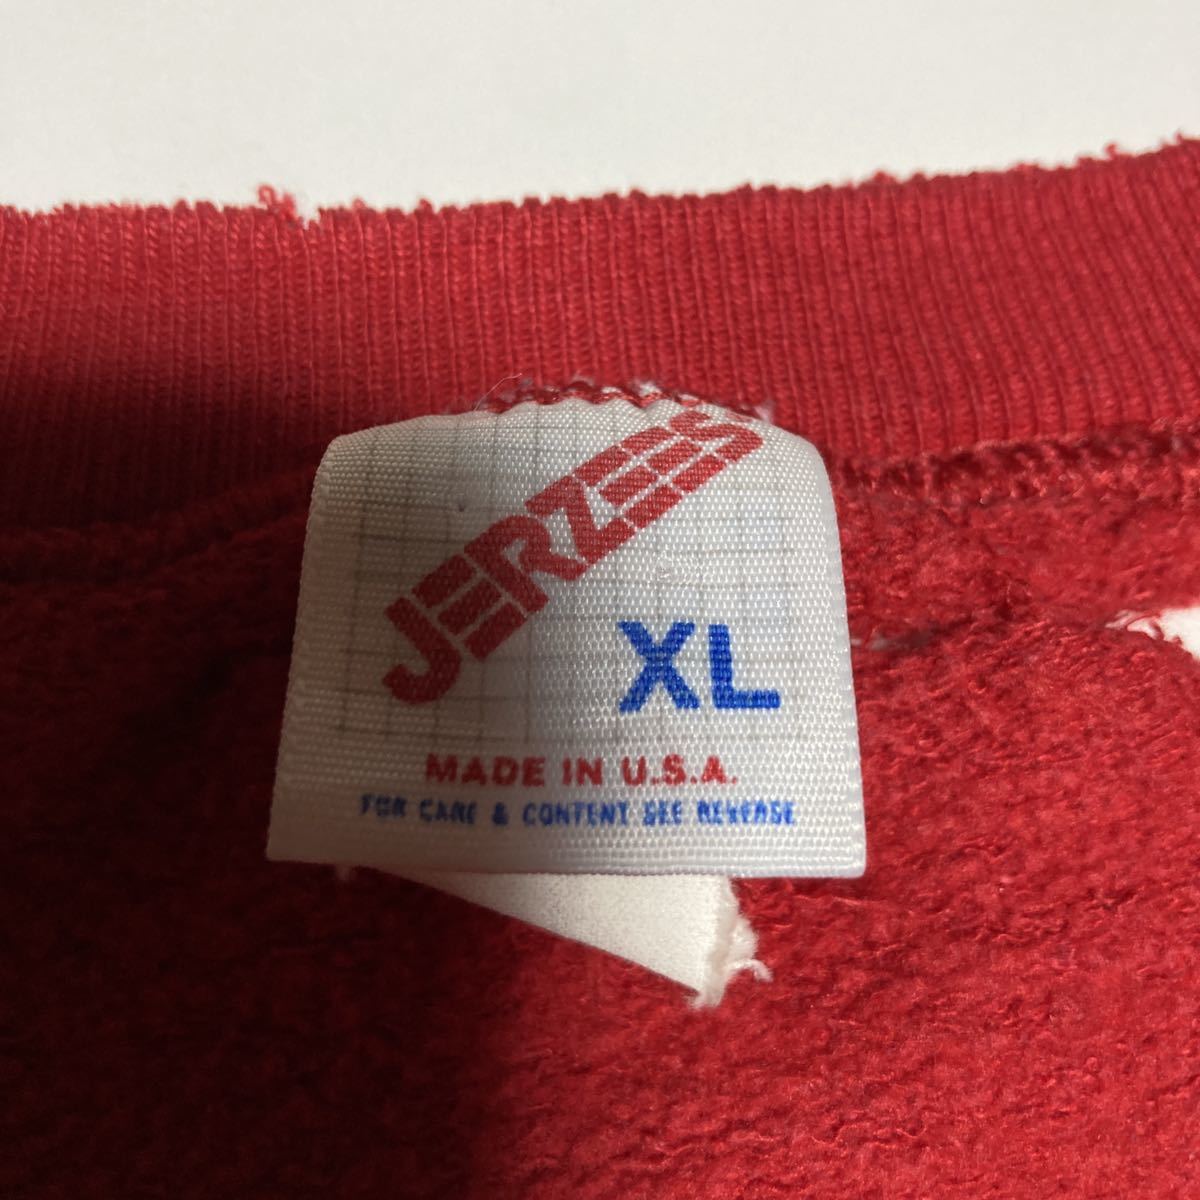 JERZEES
XL
MADE IN U.S.A.
FOR CARE & CONTENT SEE REVERSE